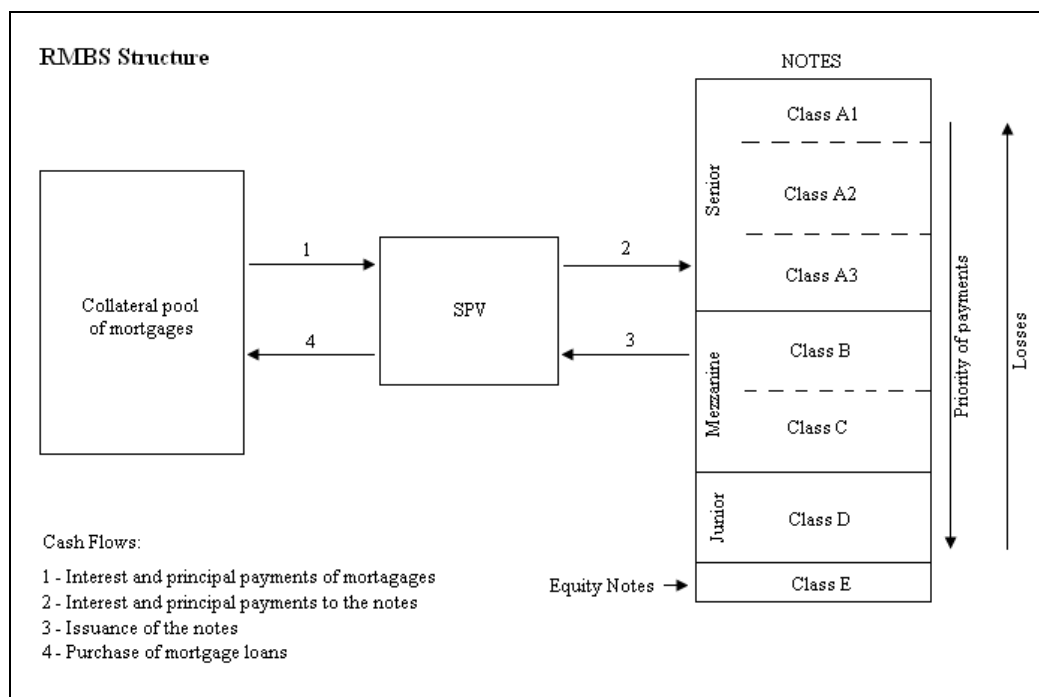 RMBS Structure
NOTES
Class A1
Class A2
Class A3
Senior
Class B
Class C
Mezzanine
Class D
Junior
Equity Notes
Class E
Priority of payments
Losses
Collateral pool
of mortgages
1
4
SPV
2
3
Cash Flows:
1 - Interest and principal payments of mortagages
2 - Interest and principal payments to the notes
3 - Issuance of the notes
4 - Purchase of mortgage loans